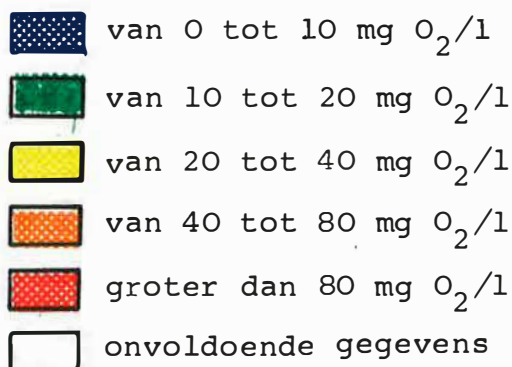 van 0 tot 10 mg O₂/l
van 10 tot 20 mg O₂/l
van 20 tot 40 mg O₂/l
van 40 tot 80 mg O₂/l
groter dan 80 mg O₂/l
onvoldoende gegevens